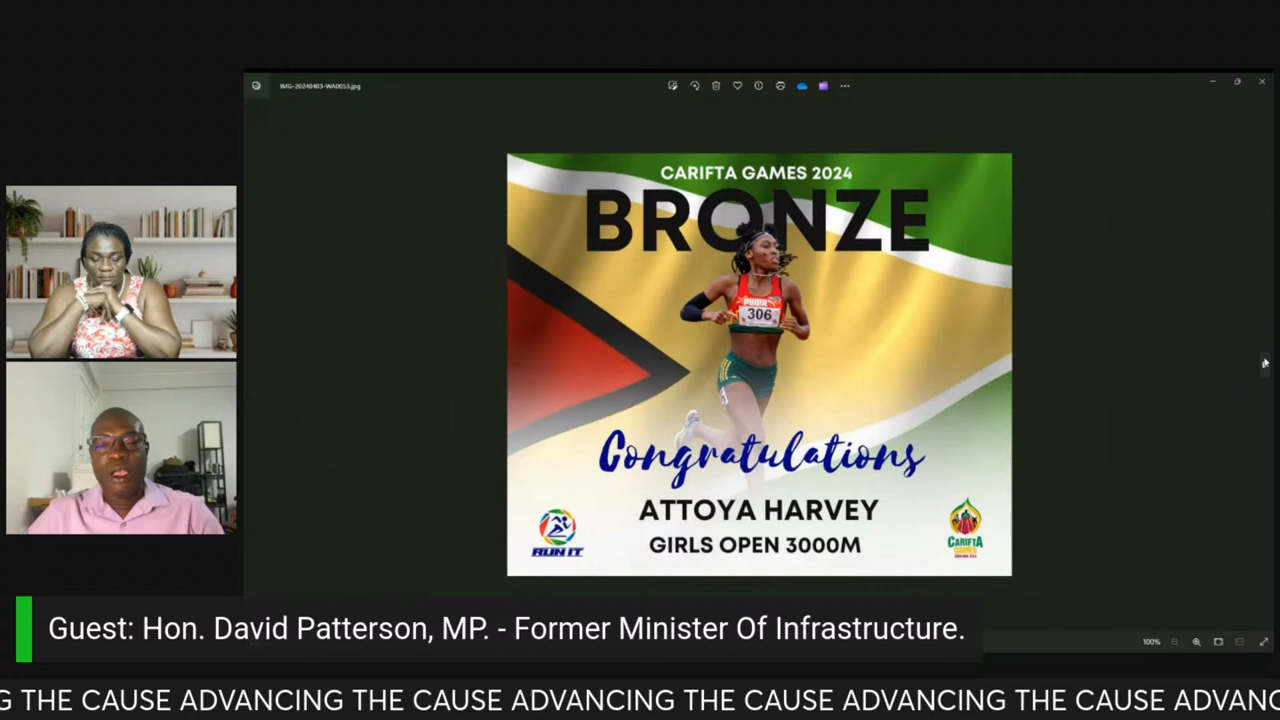 IMG-20240403-WA0053.jpg
CARIFTA GAMES 2024
BRONZE
PUMA
306
Congratulations
ATTOYA HARVEY
GIRLS OPEN 3000M
RUN IT
CARIFTA
GAMES
100%
Guest: Hon. David Patterson, MP. - Former Minister Of Infrastructure.
G THE CAUSE ADVANCING THE CAUSE ADVANCING THE CAUSE ADVANCING THE CAUSE ADVANC